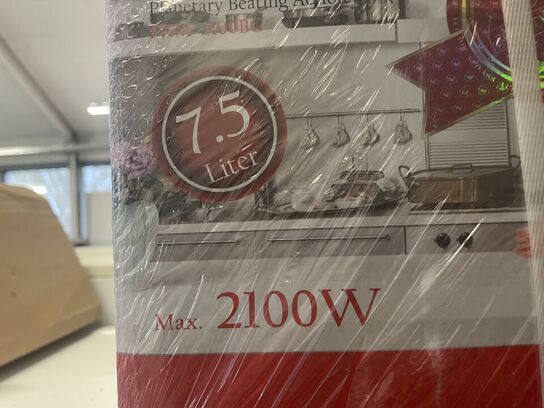 Planetary Beating Action
7.5
Liter
Max. 2100W